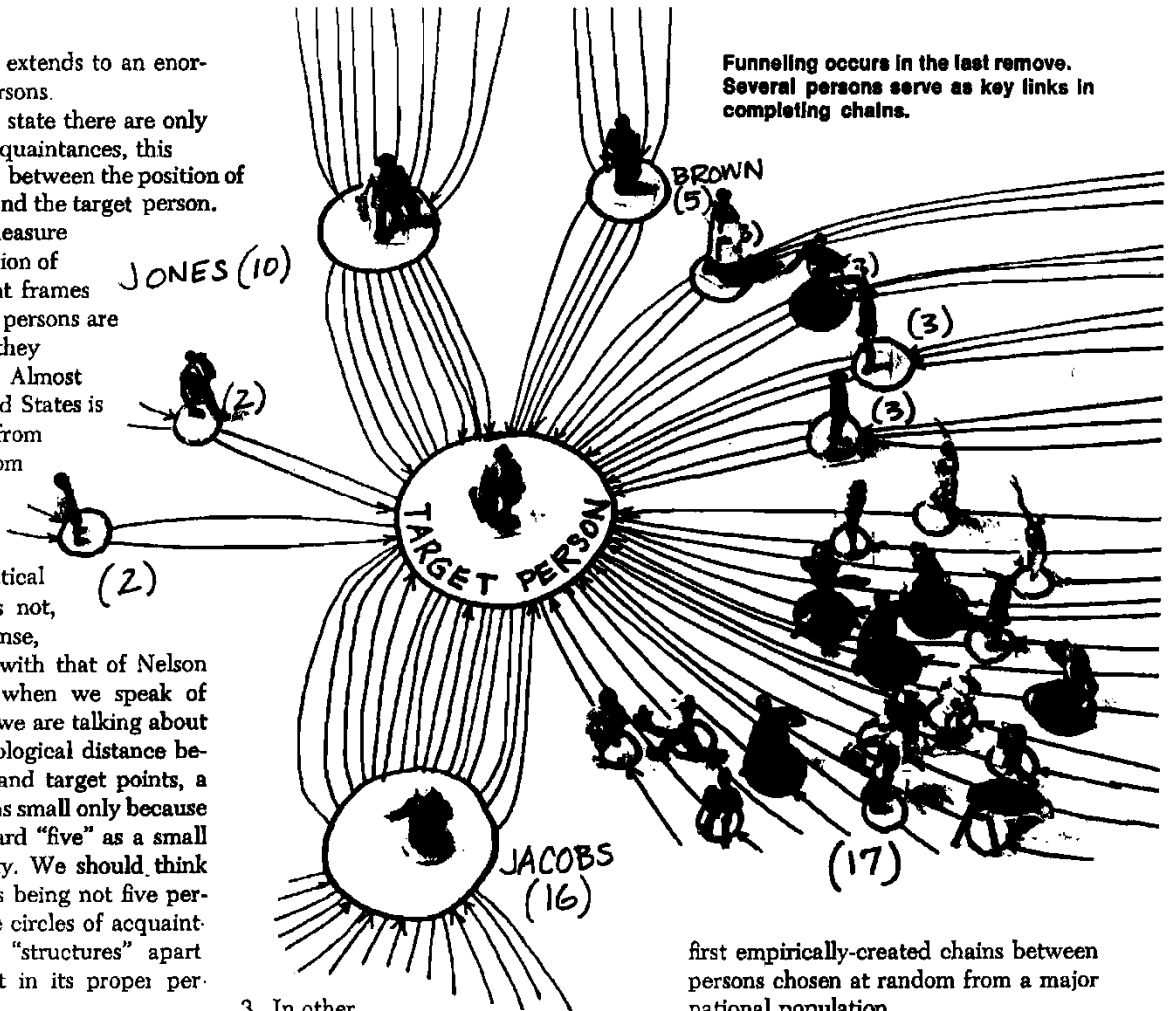 extends to an enor-
rsons.
state there are only
quaintances, this
between the position of
nd the target person.
easure
ion of
t frames
persons are
they
Almost
d States is
from
om
tical
s not,
nse,
with that of Nelson
when we speak of
we are talking about
ological distance be-
and target points, a
as small only because
ard “five” as a small
y. We should think
s being not five per-
e circles of acquaint-
“structures” apart
t in its proper per-
3. In other
Funneling occurs in the last remove.
Several persons serve as key links in
completing chains.
JONES (10)
BROWN
(5)
3)
(3)
(3)
(2)
(2)
TARGET PERSON
JACOBS
(16)
(17)
first empirically-created chains between
persons chosen at random from a major
national population